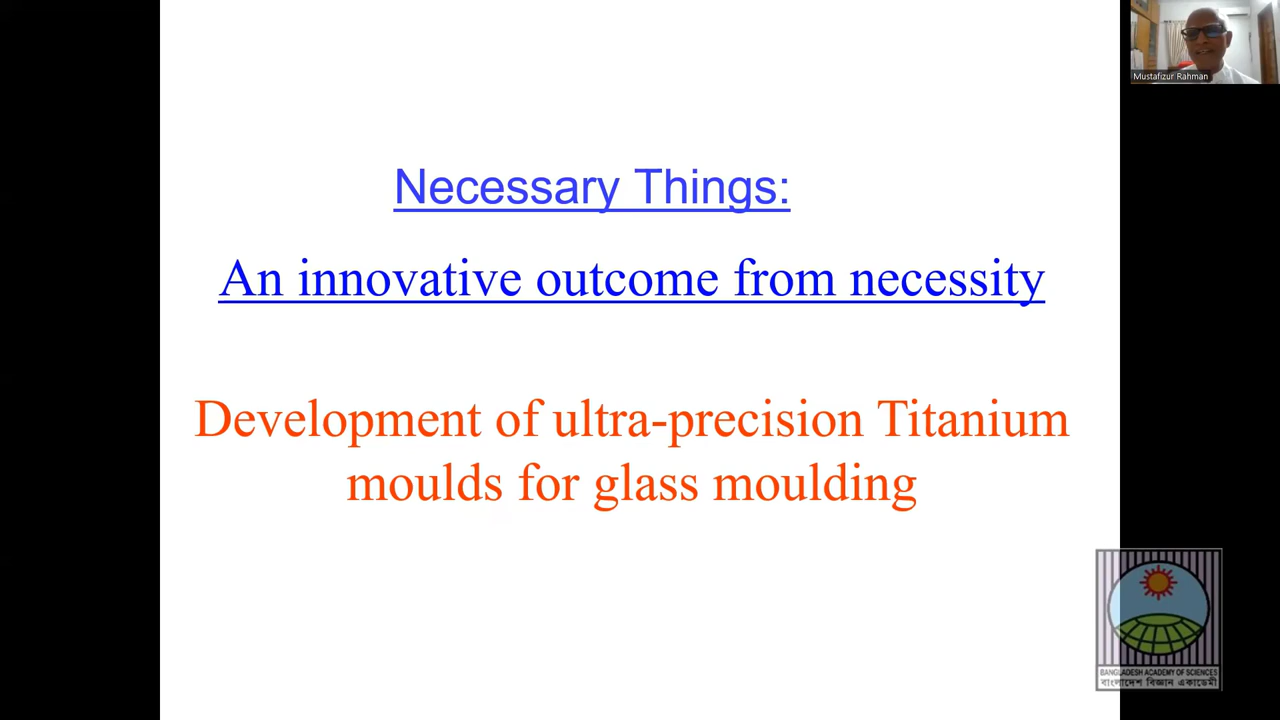 Mustafizur Rahman
Necessary Things:
An innovative outcome from necessity
Development of ultra-precision Titanium
moulds for glass moulding
BANGLADESH ACADEMY OF SCIENCES
বাংলাদেশ বিজ্ঞান একাডেমী